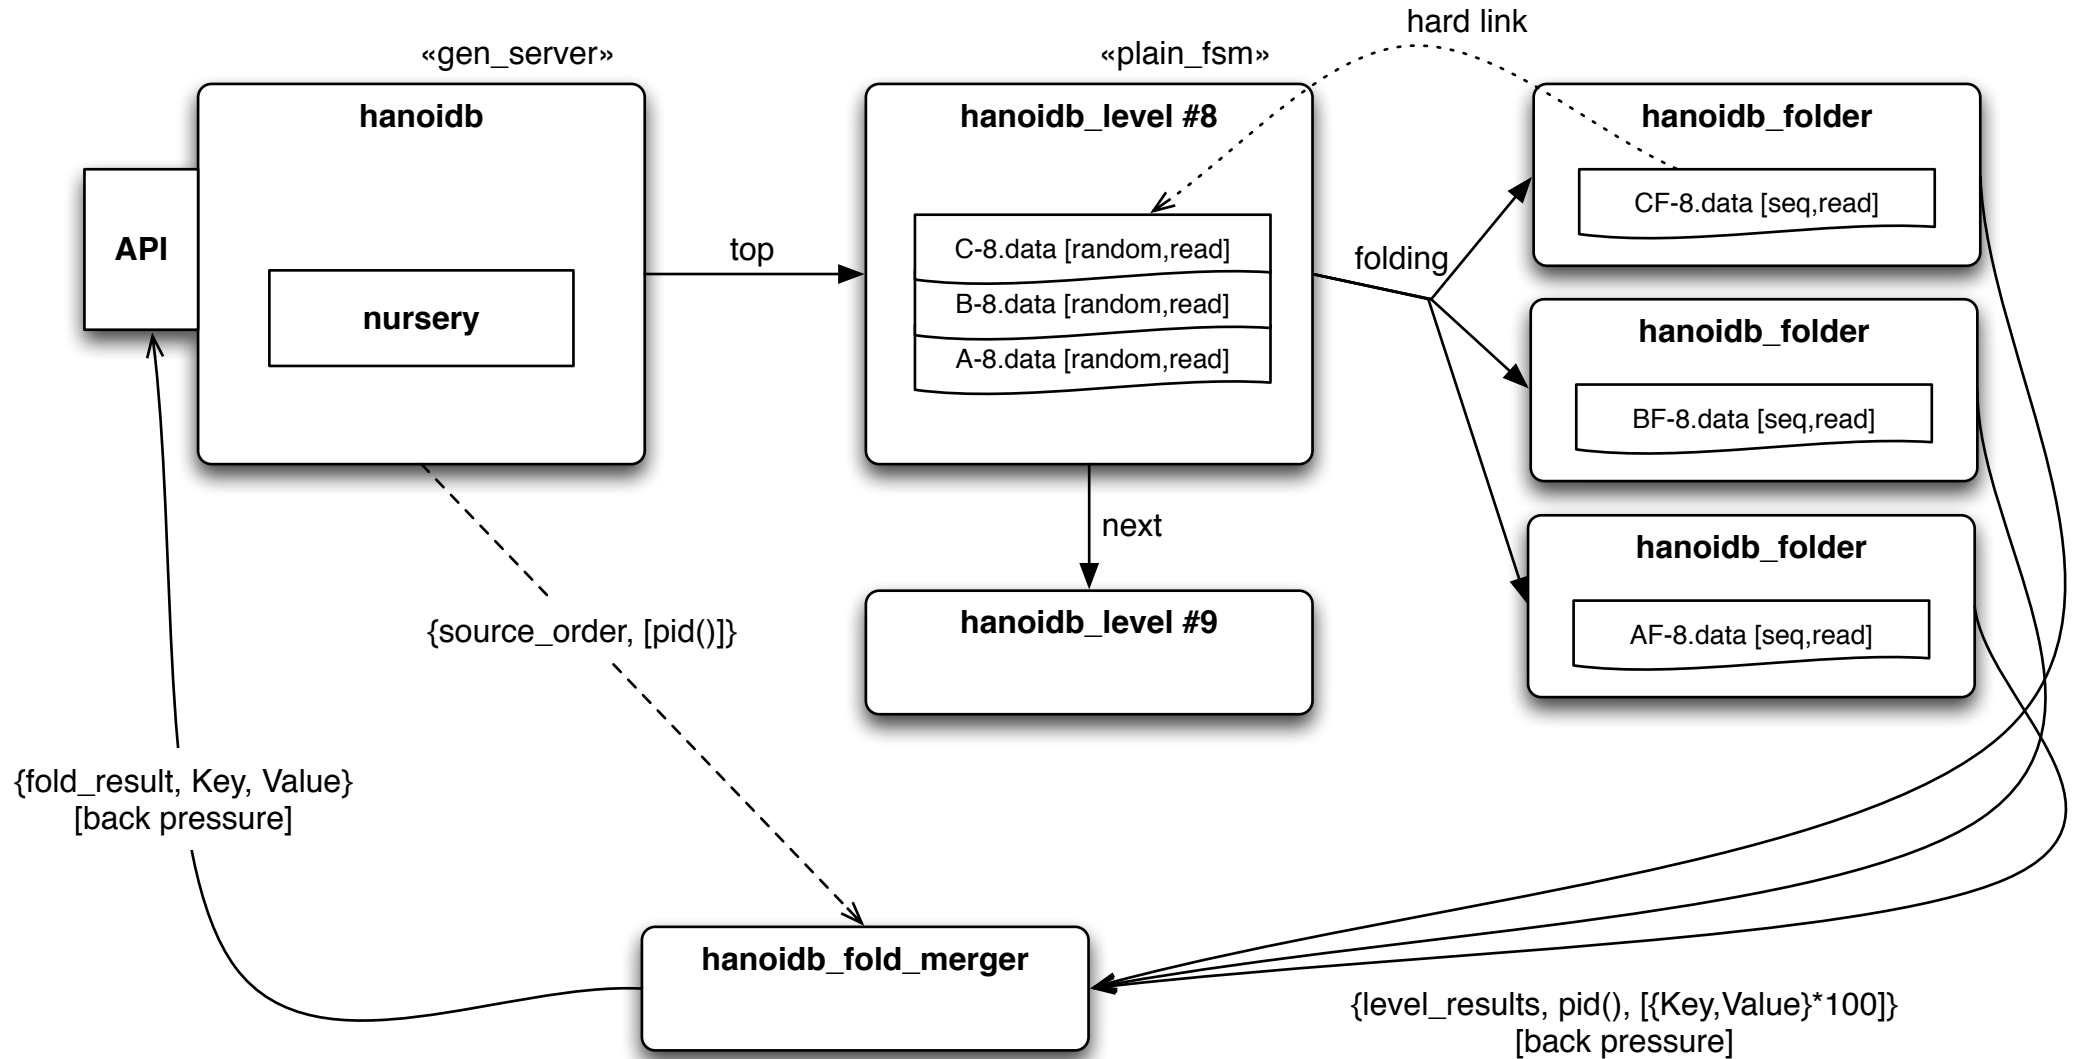 hard link
«gen_server»
«plain_fsm»
hanoidb
hanoidb_level #8
hanoidb_folder
CF-8.data [seq,read]
API
top
C-8.data [random,read]
folding
nursery
B-8.data [random,read]
hanoidb_folder
A-8.data [random,read]
BF-8.data [seq,read]
next
hanoidb_folder
{source_order, [pid()]}
hanoidb_level #9
AF-8.data [seq,read]
{fold_result, Key, Value}
[back pressure]
hanoidb_fold_merger
{level_results, pid(), [{Key,Value}*100]}
[back pressure]